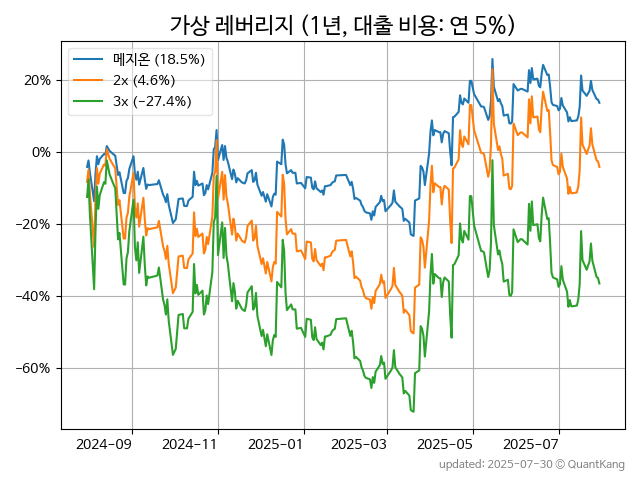 가상 레버리지 (1년, 대출 비용: 연 5%)
메지온 (18.5%)
2x (4.6%)
3x (−27.4%)
20%
0%
−20%
−40%
−60%
2024-09 2024-11 2025-01 2025-03 2025-05 2025-07
updated: 2025-07-30 © QuantKang